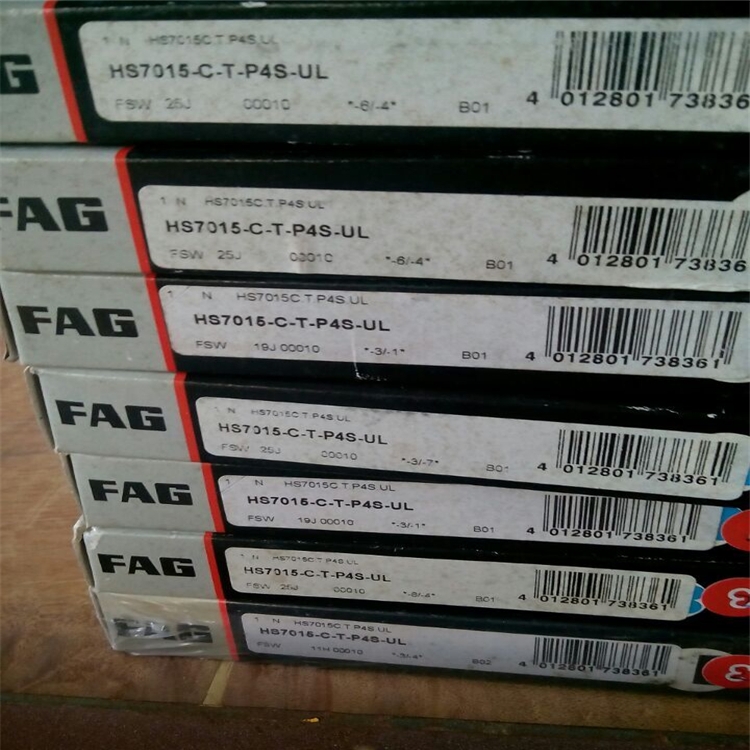 1 N HS7015C.T.P4S.UL
G HS7015-C-T-P4S-UL
FSW 25J 00010 *-6/-4* B01 4 012801 73836
1 N HS7015C.T.P4S.UL
FAG HS7015-C-T-P4S-UL
FSW 25J 00010 *-6/-4* B01 4 012801 73836
1 N HS7015C.T.P4S.UL
FAG HS7015-C-T-P4S-UL
FSW 19J 00010 *-3/-1* B01 4 012801 738361
1 N HS7015C.T.P4S.UL
FAG HS7015-C-T-P4S-UL
FSW 25J 00010 *-3/-7* B01 4 012801 738361
1 N HS7015C.T.P4S.UL
FAG HS7015-C-T-P4S-UL
FSW 19J 00010 *-3/-1* B01 4 012801 738361
1 N HS7015C.T.P4S.UL
FAG HS7015-C-T-P4S-UL
FSW 25J 00010 *-6/-4* B01 4 012801 738361
1 N HS7015C.T.P4S.UL
FAG HS7015-C-T-P4S-UL
FSW 00010 *-3/-4* B02 4 012801 738361